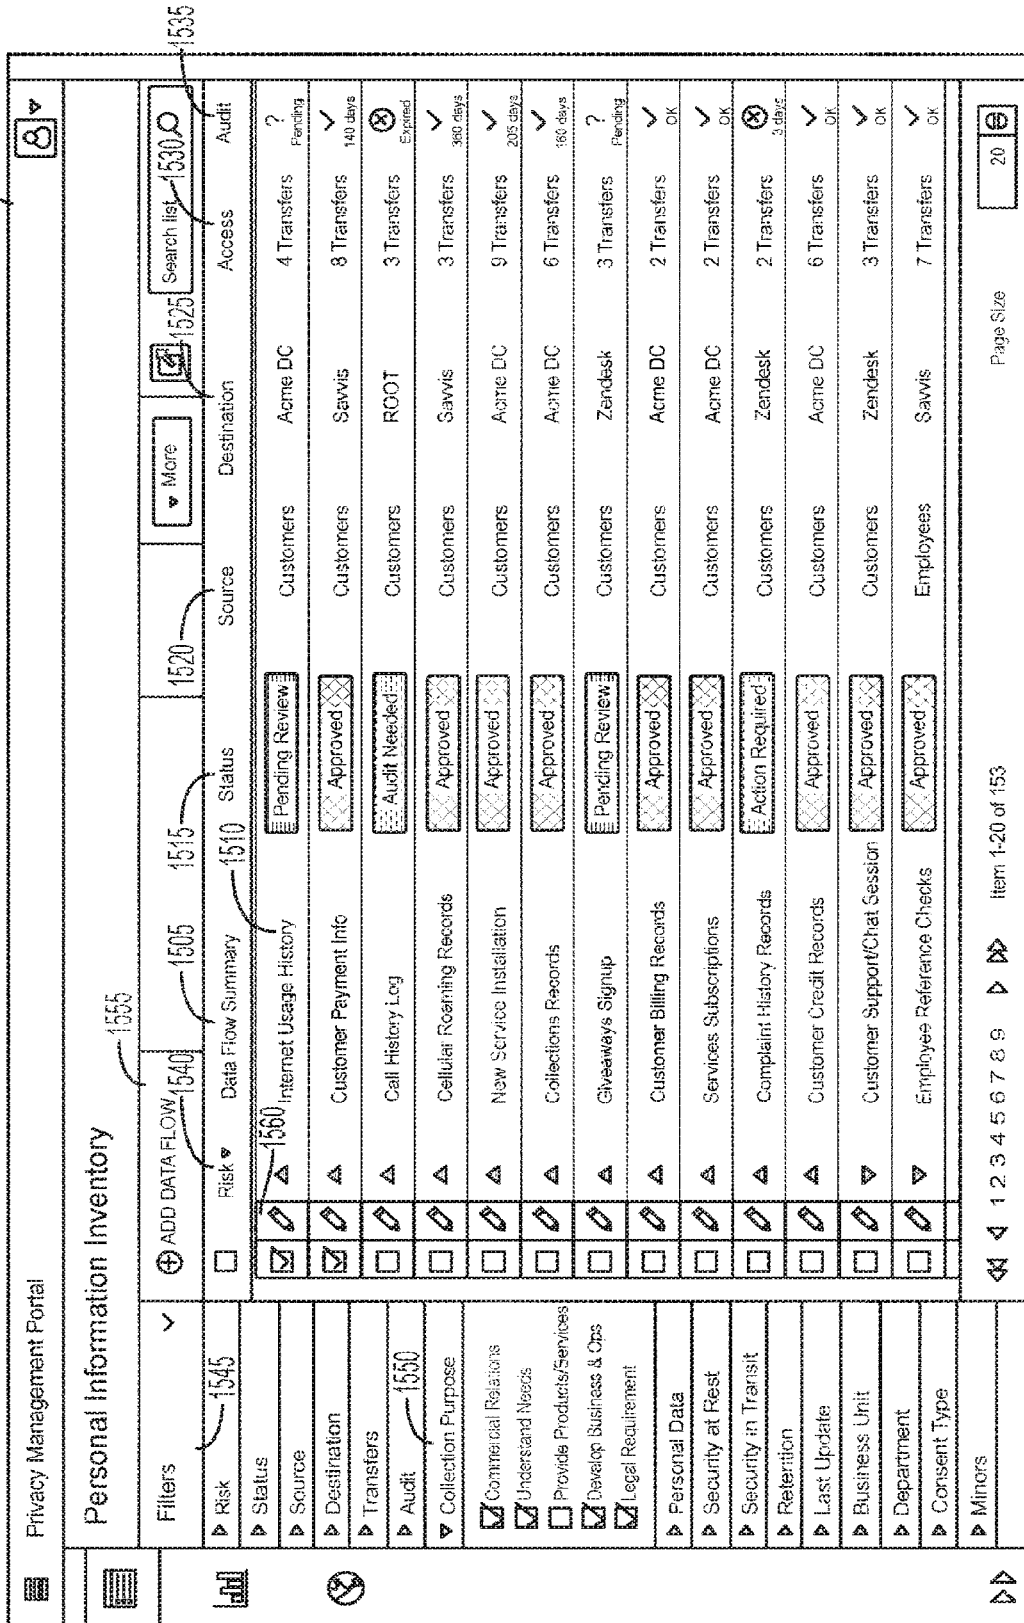 Privacy Management Portal
Personal Information Inventory
1555
Filters
ADD DATA FLOW
More
Search list
1545
Risk
Status
Source
Destination
Transfers
Audit
1550
Collection Purpose
Commercial Relations
Understand Needs
Provide Products/Services
Develop Business & Ops
Legal Requirement
Personal Data
Security at Rest
Security in Transit
Retention
Last Update
Business Unit
Department
Consent Type
Minors
1540 1505 1515 1520 1525 1530 1535
Risk Data Flow Summary Status Source Destination Access Audit
1560 1510
Internet Usage History Pending Review Customers Acme DC 4 Transfers ? Pending
Customer Payment Info Approved Customers Savvis 8 Transfers 140 days
Call History Log Audit Needed Customers ROOT 3 Transfers Expired
Cellular Roaming Records Approved Customers Savvis 3 Transfers 360 days
New Service Installation Approved Customers Acme DC 9 Transfers 205 days
Collections Records Approved Customers Acme DC 6 Transfers 160 days
Giveaways Signup Pending Review Customers Zendesk 3 Transfers ? Pending
Customer Billing Records Approved Customers Acme DC 2 Transfers OK
Services Subscriptions Approved Customers Acme DC 2 Transfers OK
Complaint History Records Action Required Customers Zendesk 2 Transfers 3 days
Customer Credit Records Approved Customers Acme DC 6 Transfers OK
Customer Support/Chat Session Approved Customers Zendesk 3 Transfers OK
Employee Reference Checks Approved Employees Savvis 7 Transfers OK
1 2 3 4 5 6 7 8 9 Item 1-20 of 153 Page Size 20